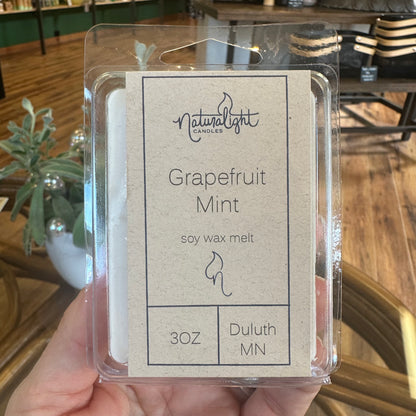 Naturalight
CANDLES
Grapefruit
Mint
soy wax melt
N
3OZ
Duluth
MN